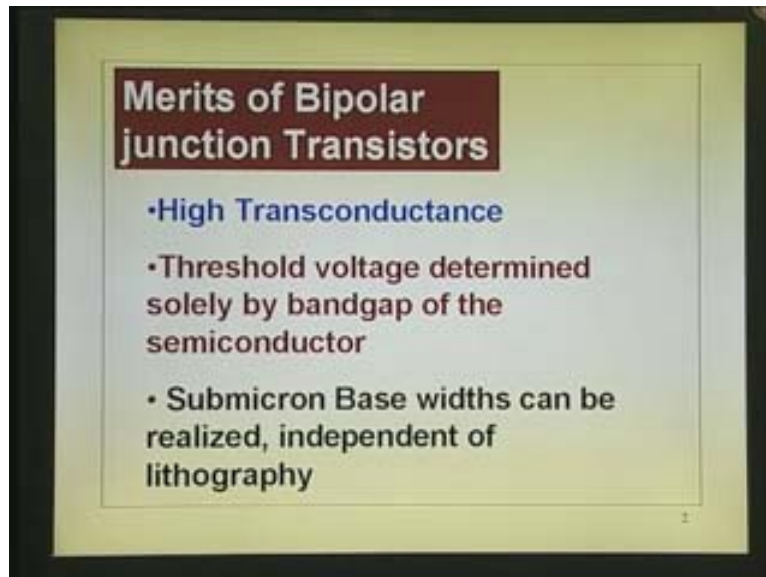 Merits of Bipolar
junction Transistors
•High Transconductance
•Threshold voltage determined
solely by bandgap of the
semiconductor
• Submicron Base widths can be
realized, independent of
lithography
2